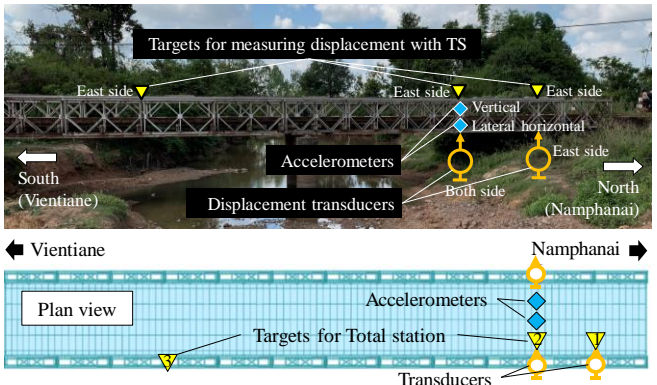 Targets for measuring displacement with TS
East side
East side
East side
Vertical
Lateral horizontal
Accelerometers
East side
South
(Vientiane)
Both side
North
(Namphanai)
Displacement transducers
Vientiane
Namphanai
Plan view
Accelerometers
Targets for Total station
3
2
1
Transducers